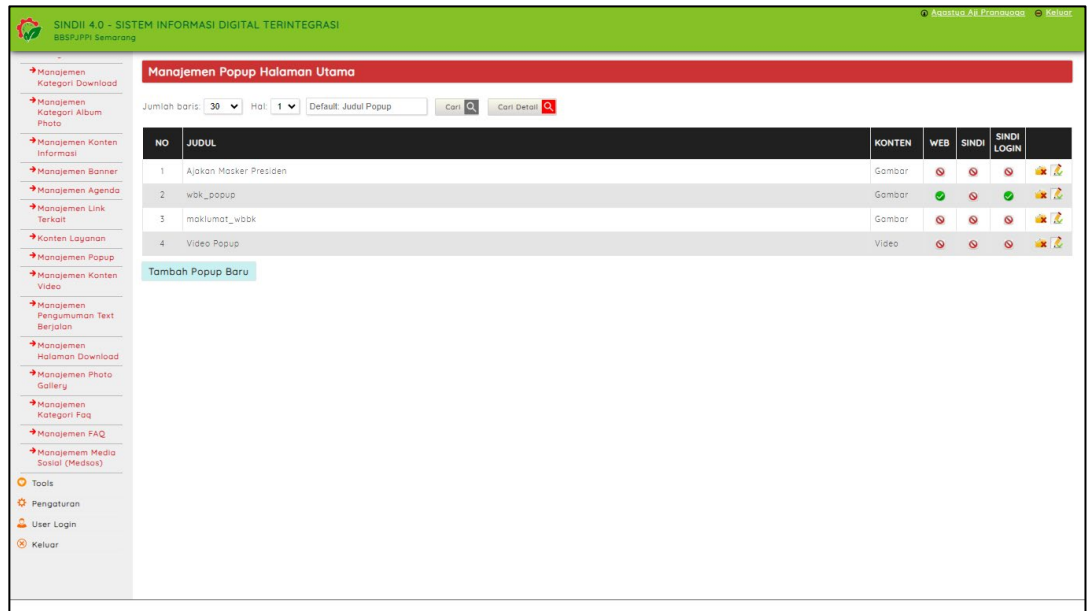 SINDII 4.0 - SISTEM INFORMASI DIGITAL TERINTEGRASI
BBSPJPPI Semarang
Agastua Aji Pranayoga Keluar
Manajemen
Kategori Download
Manajemen
Kategori Album
Photo
Manajemen Konten
Informasi
Manajemen Banner
Manajemen Agenda
Manajemen Link
Terkait
Konten Layanan
Manajemen Popup
Manajemen Konten
Video
Manajemen
Pengumuman Text
Berjalan
Manajemen
Halaman Download
Manajemen Photo
Gallery
Manajemen
Kategori Faq
Manajemen FAQ
Manajemem Media
Sosial (Medsos)
Tools
Pengaturan
User Login
Keluar
Manajemen Popup Halaman Utama
Jumlah baris: 30 Hal: 1 Default: Judul Popup Cari Cari Detail
NO JUDUL KONTEN WEB SINDI SINDI LOGIN
1 Ajakan Masker Presiden Gambar
2 wbk_popup Gambar
3 maklumat_wbbk Gambar
4 Video Popup Video
Tambah Popup Baru